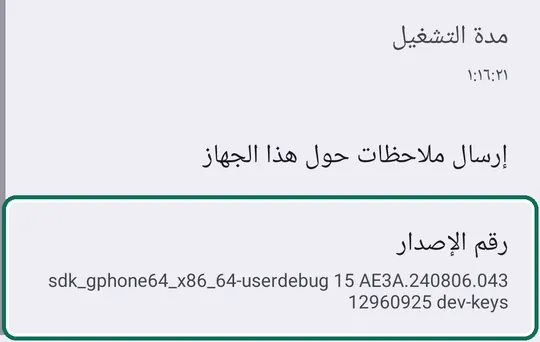 مدة التشغيل
١:١٦:٢١
إرسال ملاحظات حول هذا الجهاز
رقم الإصدار
sdk_gphone64_x86_64-userdebug 15 AE3A.240806.043
12960925 dev-keys